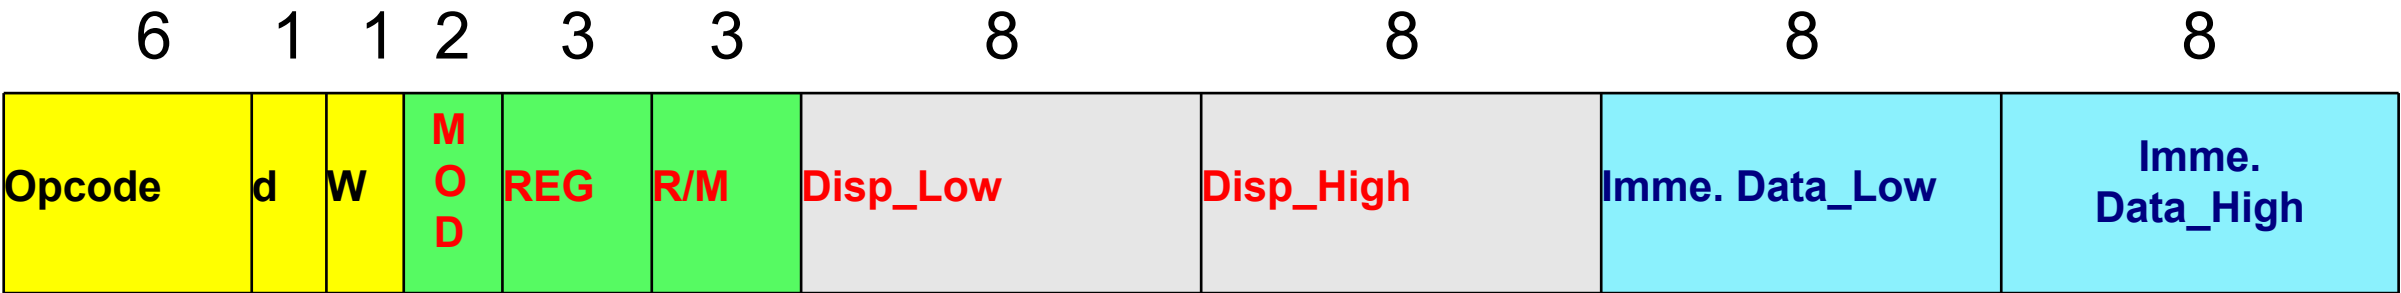 6 1 1 2 3 3 8 8 8 8
Opcode d W M O D REG R/M Disp_Low Disp_High Imme. Data_Low Imme.
Data_High